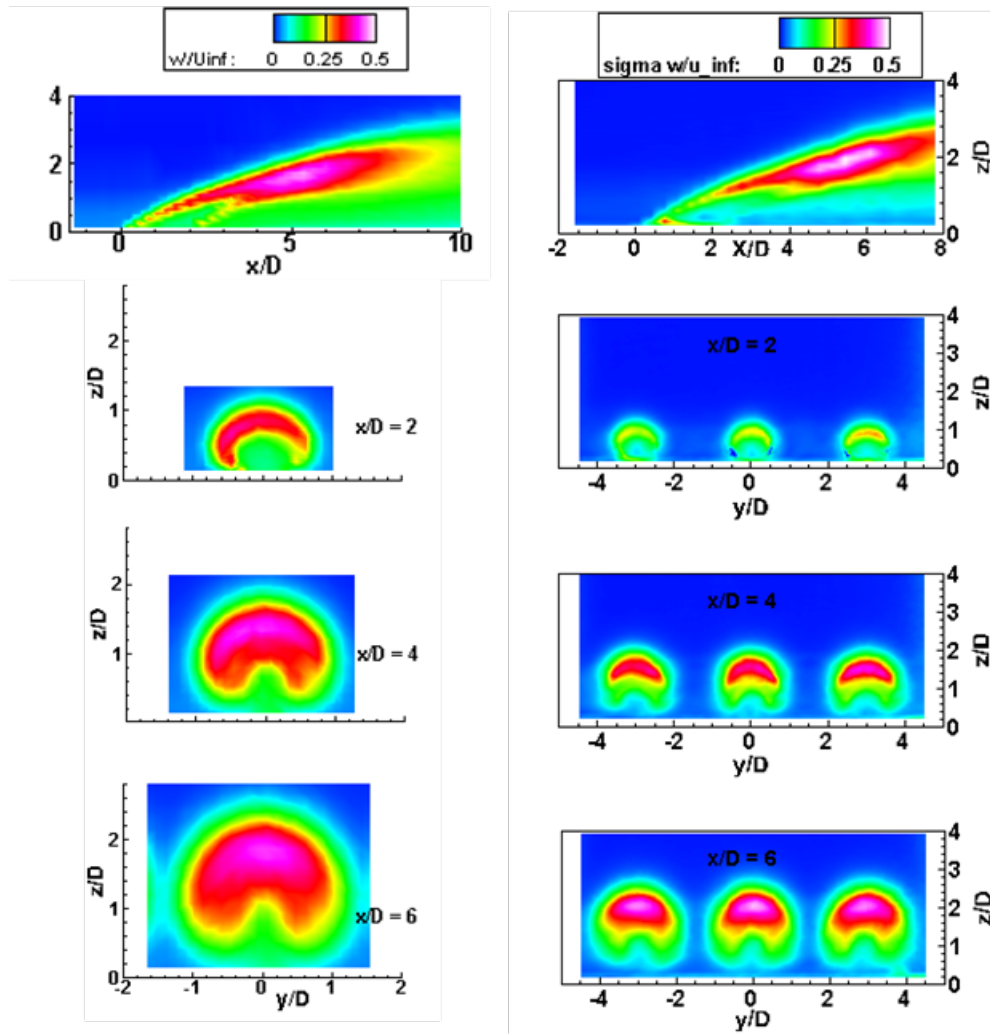 w'/Uinf: 0 0.25 0.5
4
2
0
0 5 10
x/D
z/D
2
1
0
x/D = 2
z/D
2
1
x/D = 4
z/D
2
1
0
x/D = 6
-2 -1 0 1 2
y/D
sigma w/u_inf: 0 0.25 0.5
4
z/D
2
0
-2 0 2 4 6 8
X/D
x/D = 2
4
3
z/D
2
1
0
-4 -2 0 2 4
y/D
x/D = 4
4
3
z/D
2
1
0
-4 -2 0 2 4
y/D
x/D = 6
4
3
z/D
2
1
0
-4 -2 0 2 4
y/D